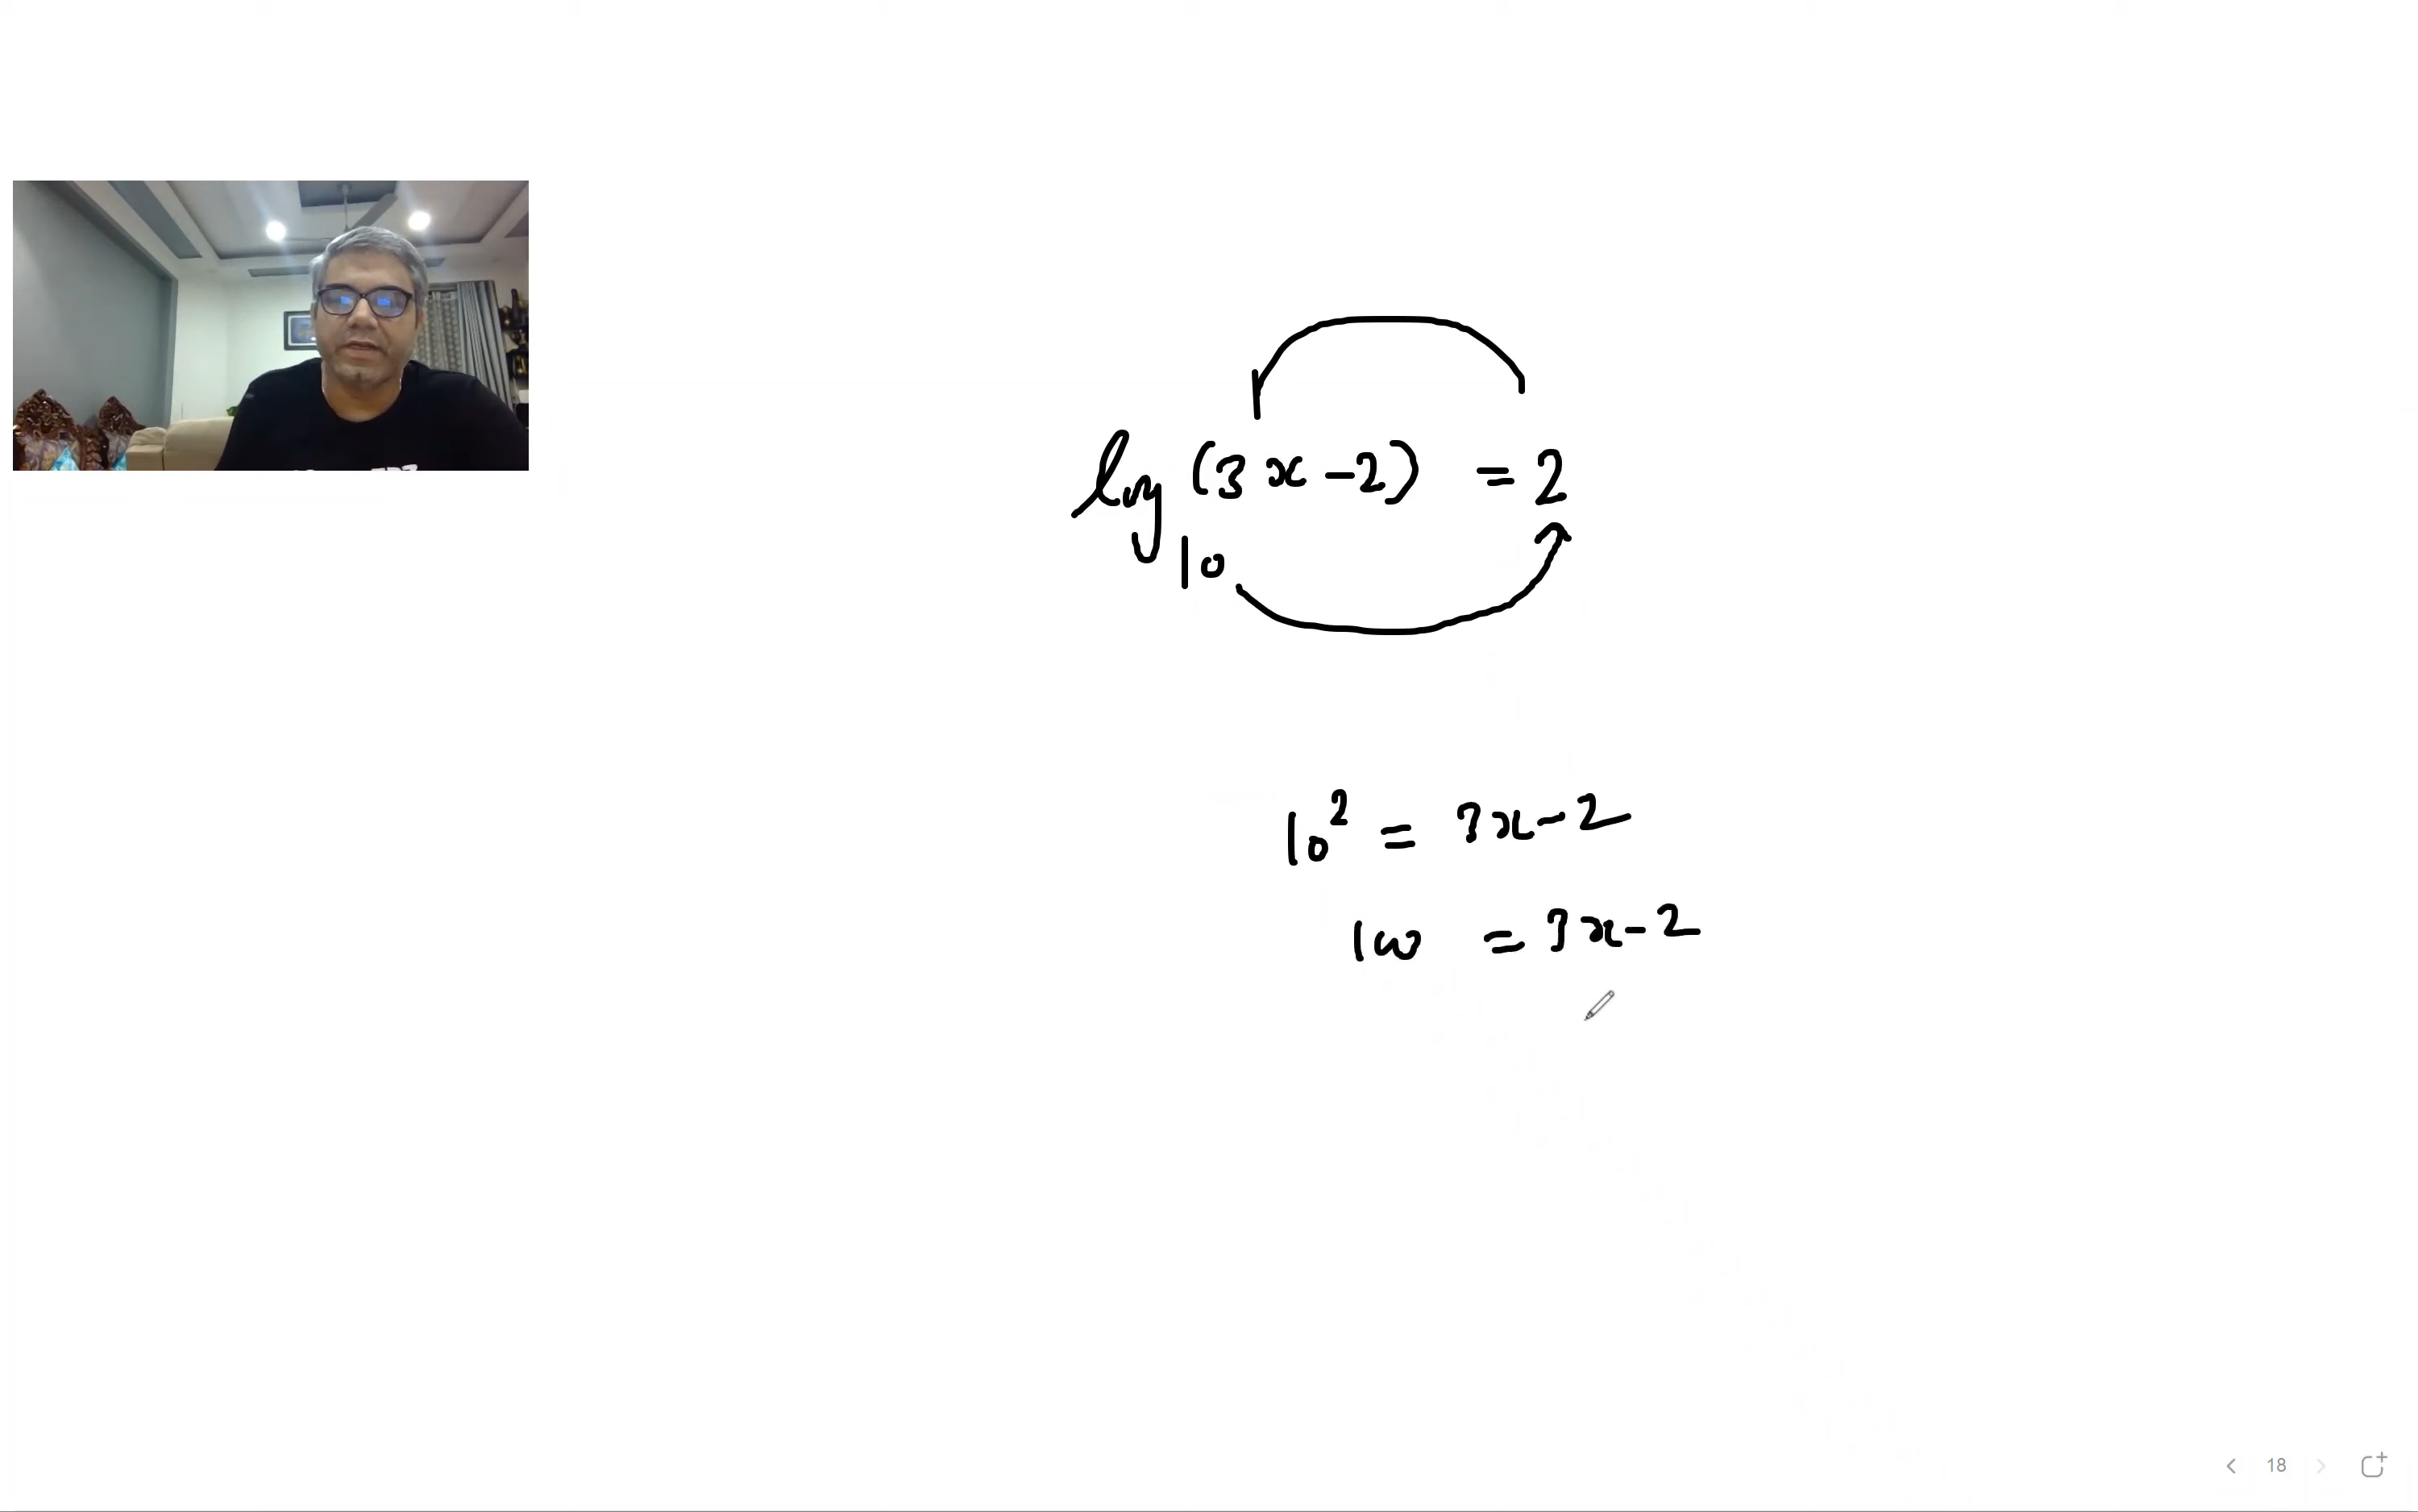 log₁₀ (3x-2) = 2
10² = 3x-2
100 = 3x-2
18